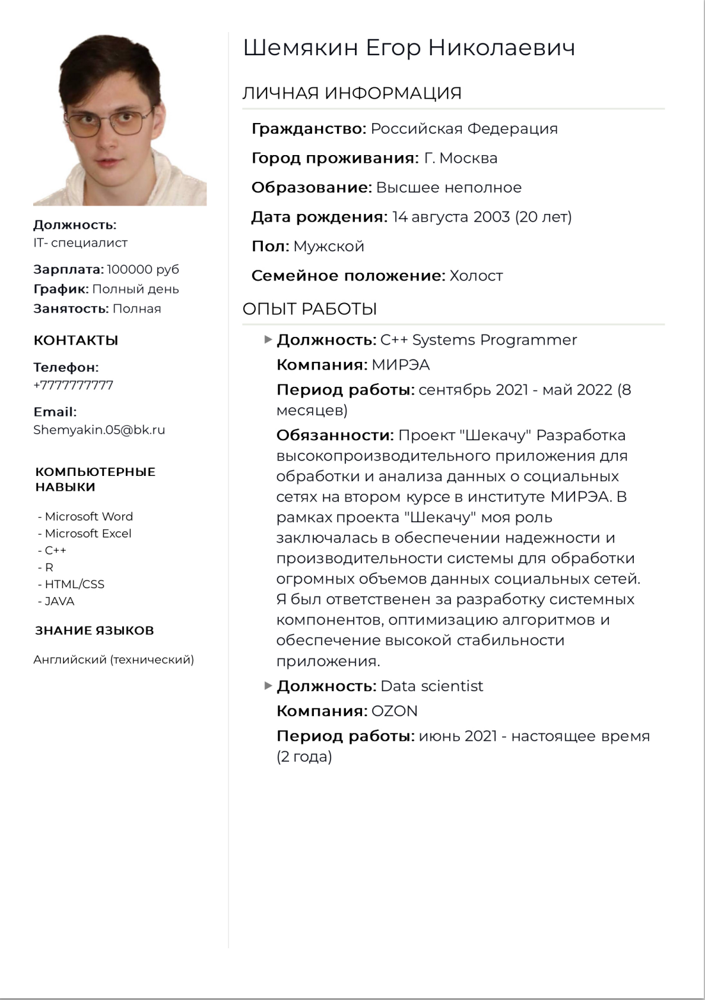 Шемякин Егор Николаевич
ЛИЧНАЯ ИНФОРМАЦИЯ
Гражданство: Российская Федерация
Город проживания: Г. Москва
Образование: Высшее неполное
Дата рождения: 14 августа 2003 (20 лет)
Пол: Мужской
Семейное положение: Холост
ОПЫТ РАБОТЫ
Должность: C++ Systems Programmer
Компания: МИРЭА
Период работы: сентябрь 2021 - май 2022 (8
месяцев)
Обязанности: Проект "Шекачу" Разработка
высокопроизводительного приложения для
обработки и анализа данных о социальных
сетях на втором курсе в институте МИРЭА. В
рамках проекта "Шекачу" моя роль
заключалась в обеспечении надежности и
производительности системы для обработки
огромных объемов данных социальных сетей.
Я был ответственен за разработку системных
компонентов, оптимизацию алгоритмов и
обеспечение высокой стабильности
приложения.
Должность: Data scientist
Компания: OZON
Период работы: июнь 2021 - настоящее время
(2 года)
Должность:
IT- специалист
Зарплата: 100000 руб
График: Полный день
Занятость: Полная
КОНТАКТЫ
Телефон:
+7777777777
Email:
Shemyakin.05@bk.ru
КОМПЬЮТЕРНЫЕ
НАВЫКИ
- Microsoft Word
- Microsoft Excel
- C++
- R
- HTML/CSS
- JAVA
ЗНАНИЕ ЯЗЫКОВ
Английский (технический)